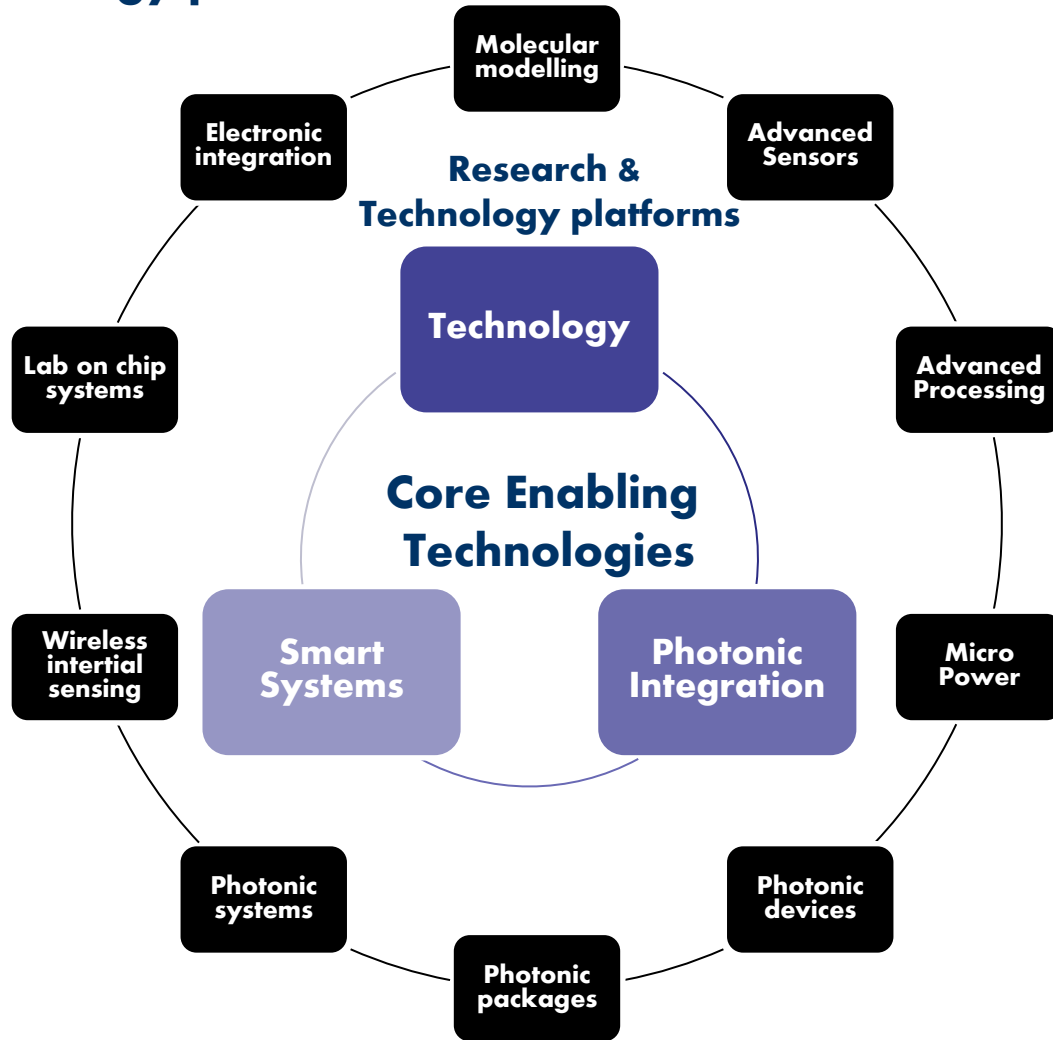 Molecular
modelling
Electronic
integration
Advanced
Sensors
Research &
Technology platforms
Technology
Lab on chip
systems
Advanced
Processing
Core Enabling
Technologies
Wireless
intertial
sensing
Smart
Systems
Photonic
Integration
Micro
Power
Photonic
systems
Photonic
devices
Photonic
packages